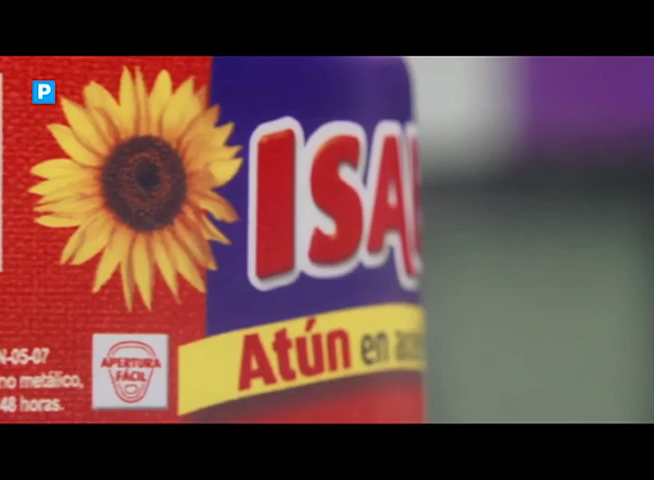 P
ISA
Atún en
N-05-07
no metálico,
48 horas.
APERTURA
FÁCIL